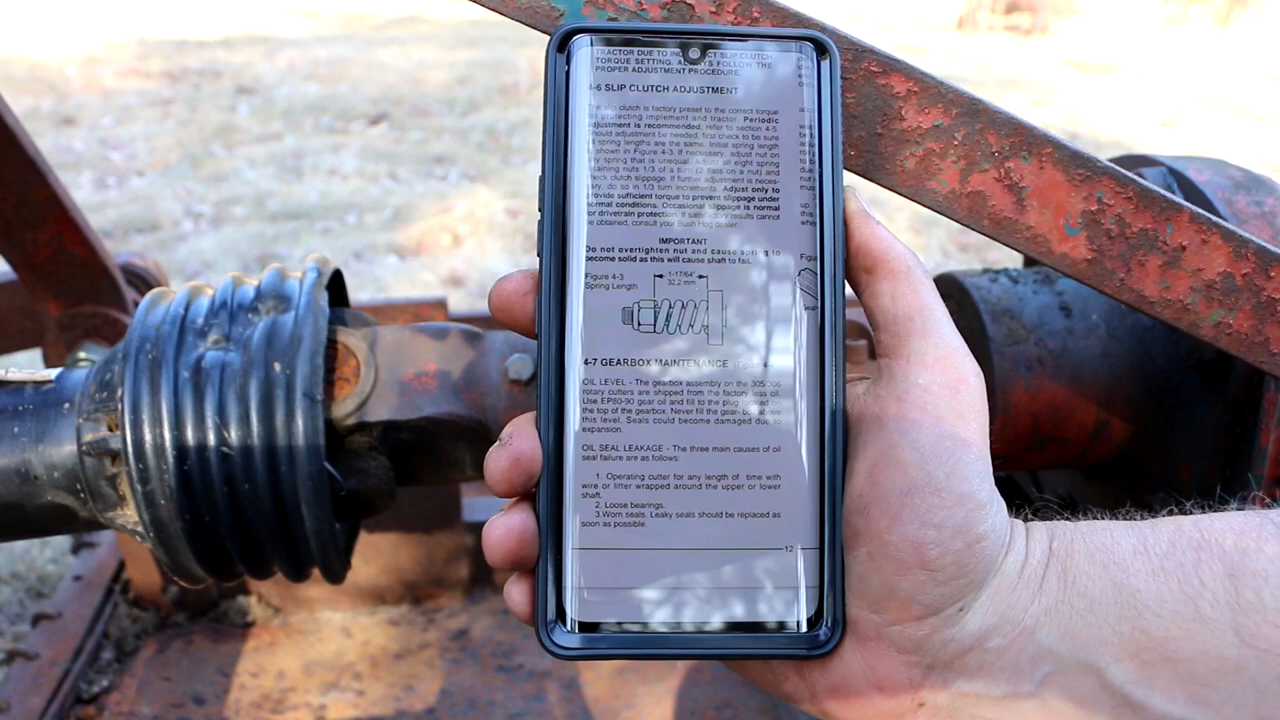 TRACTOR DUE TO INCORRECT SLIP CLUTCH
TORQUE SETTING. ALWAYS FOLLOW THE
PROPER ADJUSTMENT PROCEDURE.
4-6 SLIP CLUTCH ADJUSTMENT
The slip clutch is factory preset to the correct torque
for protecting implement and tractor. Periodic
adjustment is recommended, refer to section 4-5.
Should adjustment be needed, first check to be sure
all spring lengths are the same. Initial spring length
is shown in Figure 4-3. If necessary, adjust nut on
any spring that is unequal. Adjust all eight spring
retaining nuts 1/3 of a turn (2 flats on a nut) and
check clutch slippage. If further adjustment is neces-
sary, do so in 1/3 turn increments. Adjust only to
provide sufficient torque to prevent slippage under
normal conditions. Occasional slippage is normal
for drivetrain protection. If satisfactory results cannot
be obtained, consult your Bush Hog dealer.
IMPORTANT
Do not overtighten nut and cause spring to
become solid as this will cause shaft to fail.
Figure 4-3
Spring Length
1-17/64"
32.2 mm
4-7 GEARBOX MAINTENANCE (Figure 4-
OIL LEVEL - The gearbox assembly on the 305/306
rotary cutters are shipped from the factory less oil.
Use EP80-90 gear oil and fill to the plug located on
the top of the gearbox. Never fill the gear-box above
this level. Seals could become damaged due to
expansion.
OIL SEAL LEAKAGE - The three main causes of oil
seal failure are as follows:
1. Operating cutter for any length of time with
wire or litter wrapped around the upper or lower
shaft.
2. Loose bearings.
3.Worn seals. Leaky seals should be replaced as
soon as possible.
12